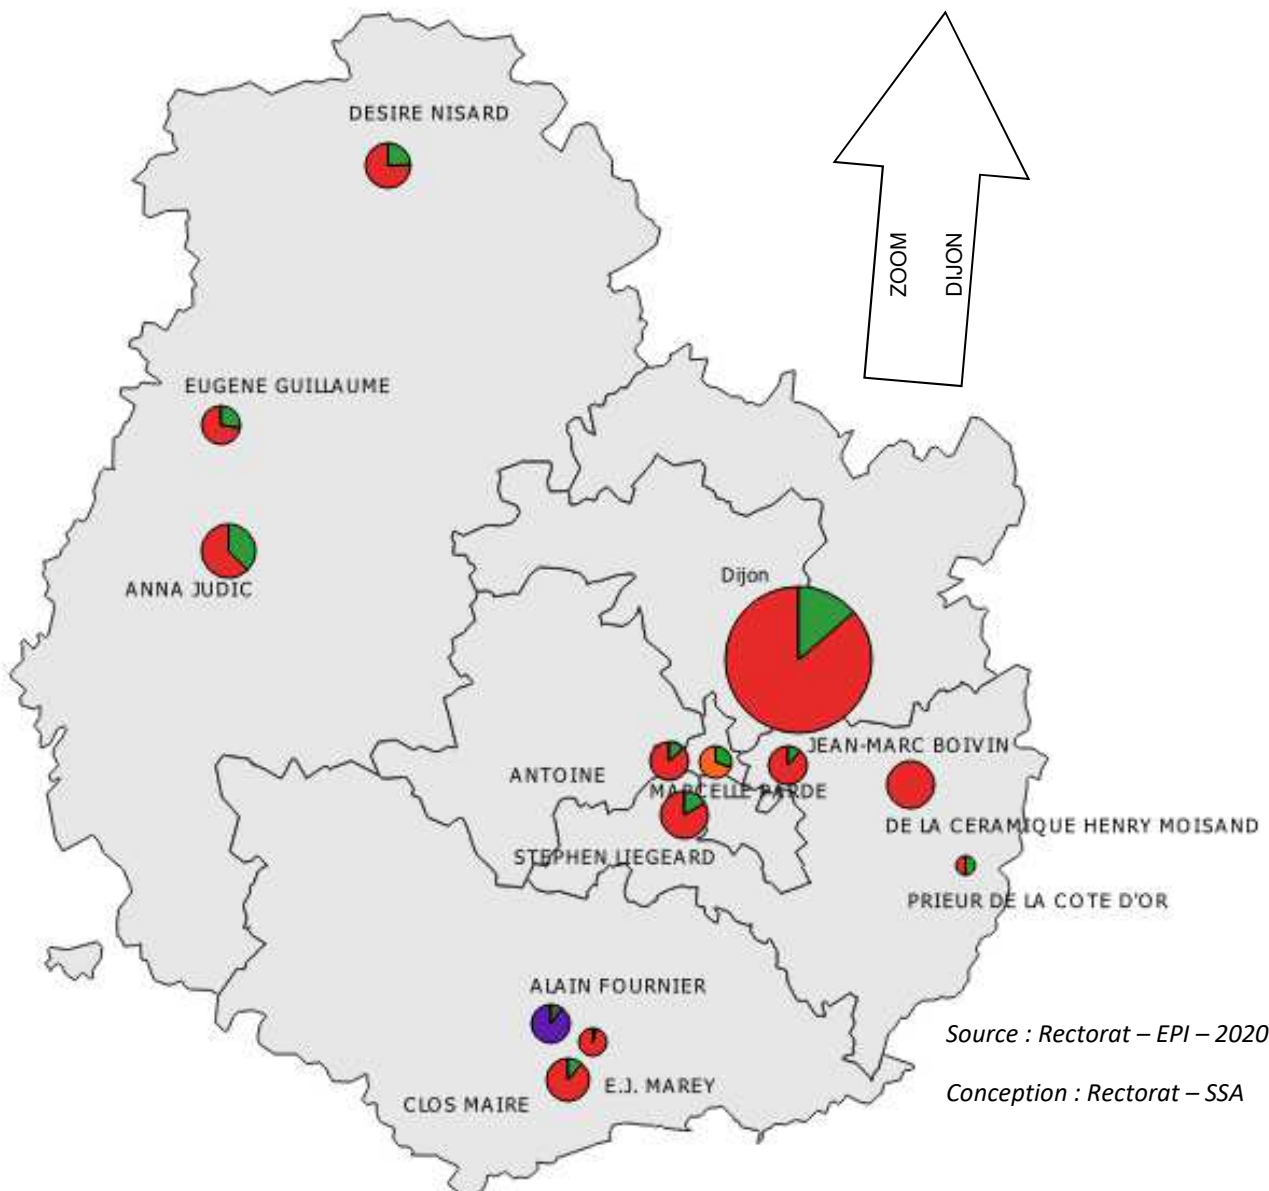 DESIRE NISARD
ZOOM
DIJON
EUGENE GUILLAUME
ANNA JUDIC
Dijon
JEAN-MARC BOIVIN
ANTOINE
MARCELLE PARDE
DE LA CERAMIQUE HENRY MOISAND
STEPHEN LIEGEARD
PRIEUR DE LA COTE D'OR
ALAIN FOURNIER
Source : Rectorat – EPI – 2020
E.J. MAREY
Conception : Rectorat – SSA
CLOS MAIRE